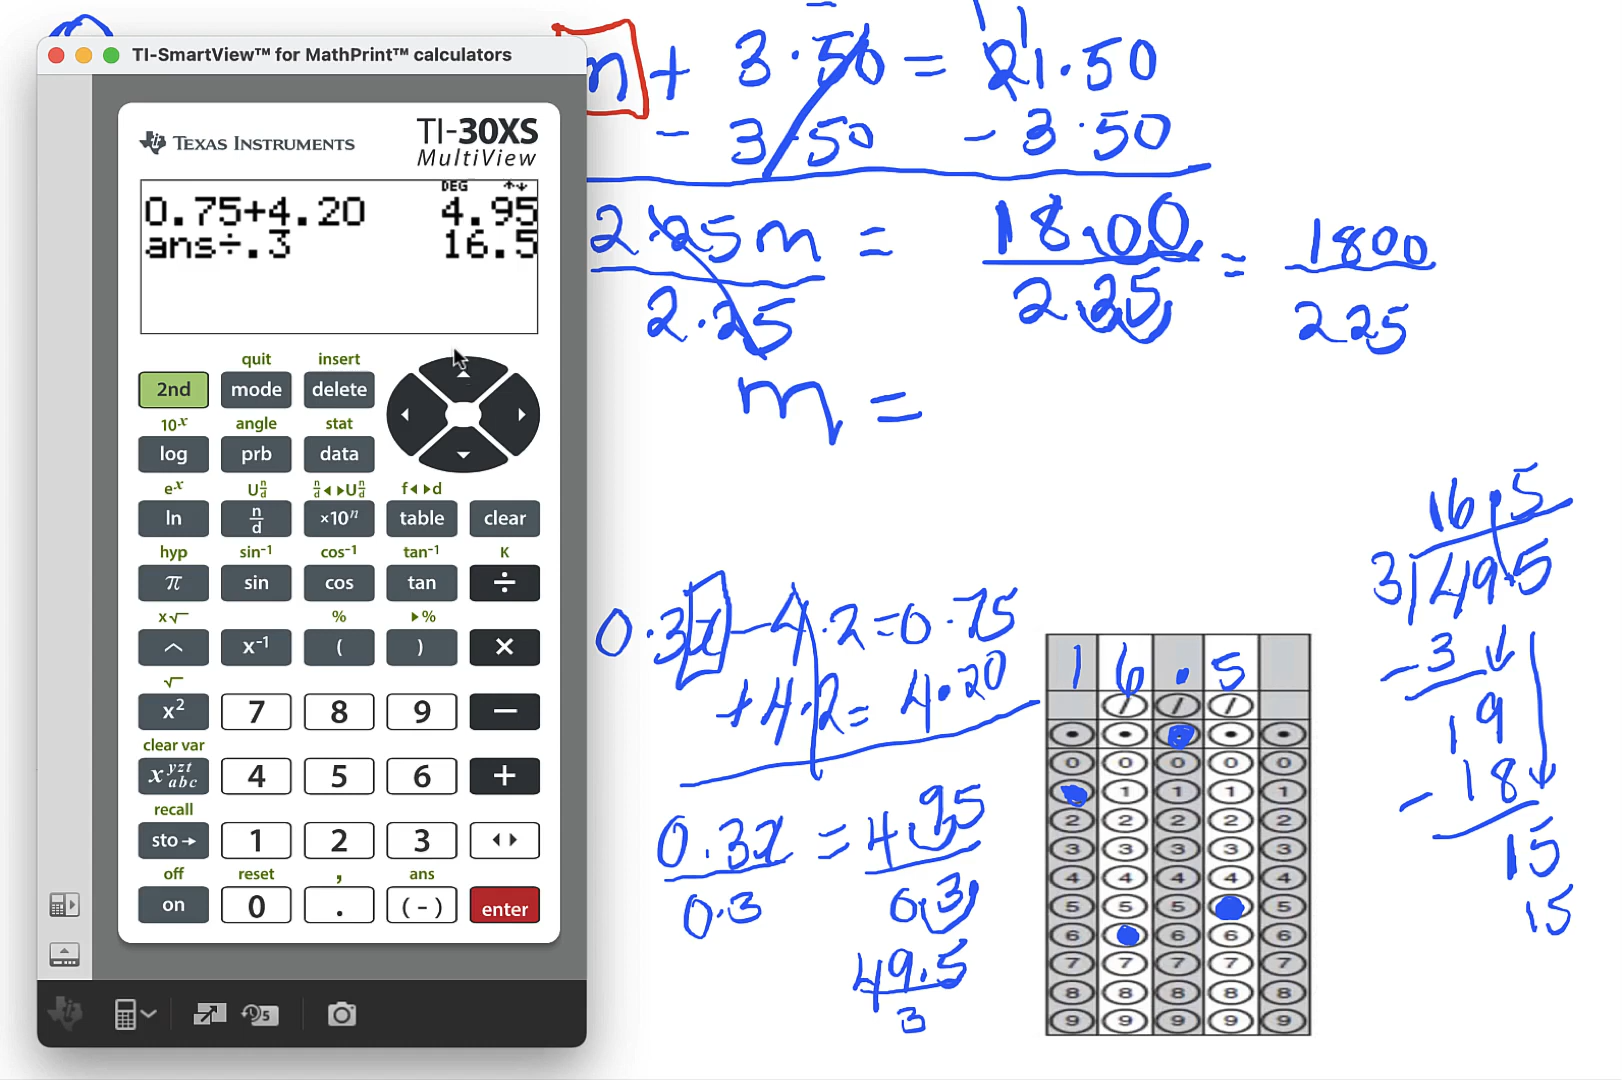 TI-SmartView™ for MathPrint™ calculators
TEXAS INSTRUMENTS
TI-30XS
MultiView
DEG
0.75+4.20 4.95
ans÷.3 16.5
quit insert
2nd mode delete
10^x angle stat
log prb data
e^x U n/d n/d ◄►U n/d f◄►d
ln n/d ×10^n table clear
hyp sin⁻¹ cos⁻¹ tan⁻¹ K
π sin cos tan ÷
x√ % ►%
^ x⁻¹ ( ) ×
√
x² 7 8 9 −
clear var
x yzt abc 4 5 6 +
recall
sto→ 1 2 3 ◄►
off reset , ans
on 0 . (-) enter
5
m + 3.50 = 21.50
- 3.50 - 3.50
2.25m = 18.00 = 1800
2.25 2.25 225
m =
0.3x - 4.2 = 0.75
+4.2 = 4.20
0.3x = 4.95
0.3 0.3
49.5
3
1 6 . 5
/ / /
• • • • •
0 0 0 0 0
1 1 1 1
2 2 2 2 2
3 3 3 3 3
4 4 4 4 4
5 5 5 5
6 6 6 6
7 7 7 7 7
8 8 8 8 8
9 9 9 9 9
16.5
3 49.5
- 3
19
- 18
15
15